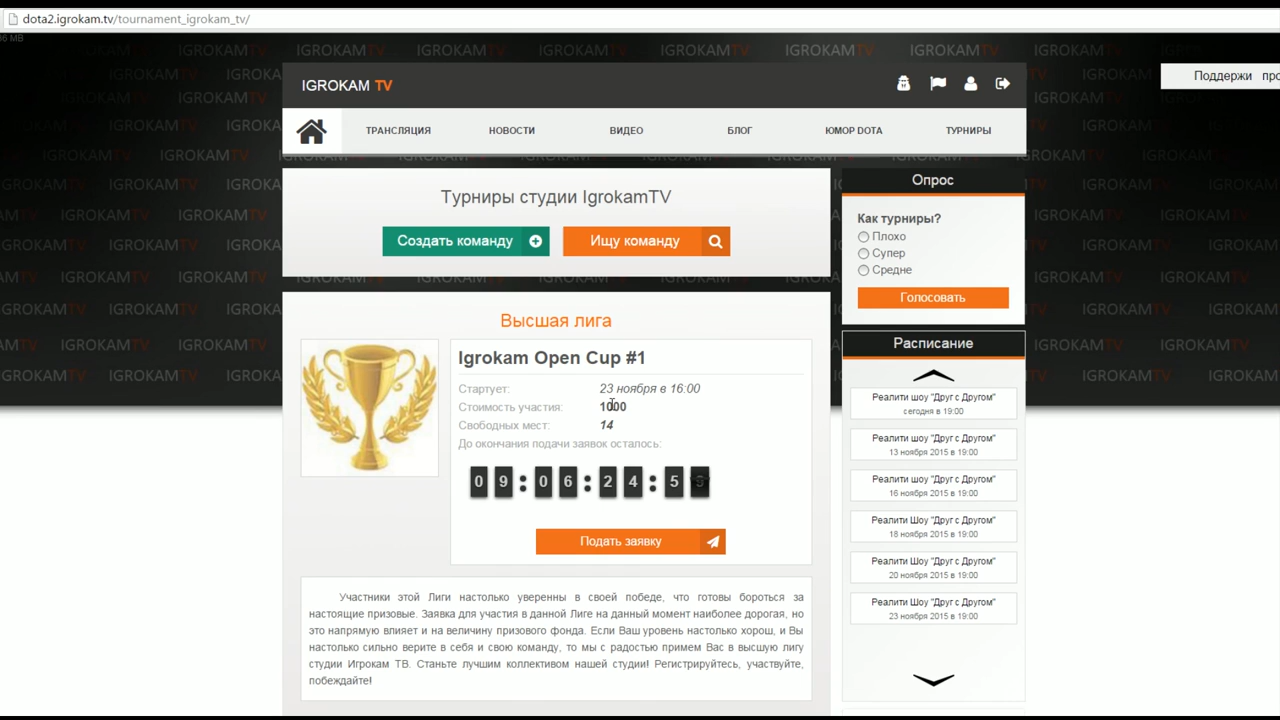 dota2.igrokam.tv/tournament_igrokam_tv/
IGROKAM TV
Поддержи
ТРАНСЛЯЦИЯ НОВОСТИ ВИДЕО БЛОГ ЮМОР DOTA ТУРНИРЫ
Турниры студии IgrokamTV
Создать команду
Ищу команду
Высшая лига
Igrokam Open Cup #1
Стартует: 23 ноября в 16:00
Стоимость участия: 1000
Свободных мест: 14
До окончания подачи заявок осталось:
09:06:24:5
Подать заявку
Участники этой Лиги настолько уверенны в своей победе, что готовы бороться за
настоящие призовые. Заявка для участия в данной Лиге на данный момент наиболее дорогая, но
это напрямую влияет и на величину призового фонда. Если Ваш уровень настолько хорош, и Вы
настолько сильно верите в себя и свою команду, то мы с радостью примем Вас в высшую лигу
студии Игрокам ТВ. Станьте лучшим коллективом нашей студии! Регистрируйтесь, участвуйте,
побеждайте!
Опрос
Как турниры?
Плохо
Супер
Средне
Голосовать
Расписание
Реалити шоу "Друг с Другом"
сегодня в 19:00
Реалити шоу "Друг с Другом"
13 ноября 2015 в 19:00
Реалити шоу "Друг с Другом"
16 ноября 2015 в 19:00
Реалити Шоу "Друг с Другом"
18 ноября 2015 в 19:00
Реалити Шоу "Друг с Другом"
20 ноября 2015 в 19:00
Реалити Шоу "Друг с Другом"
23 ноября 2015 в 19:00